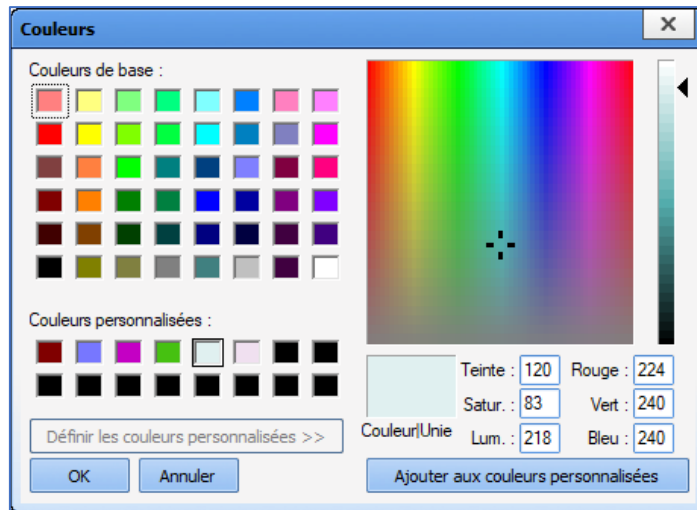 Couleurs
Couleurs de base :
Couleurs personnalisées :
Teinte : 120 Rouge : 224
Satur. : 83 Vert : 240
Couleur|Unie Lum. : 218 Bleu : 240
Définir les couleurs personnalisées >>
OK Annuler Ajouter aux couleurs personnalisées